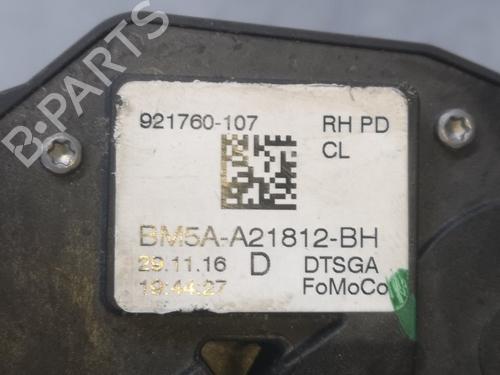 B-PARTS
921760-107 RH PD
CL
BM5A-A21812-BH
29.11.16 D DTSGA
19:44:27 FoMoCo